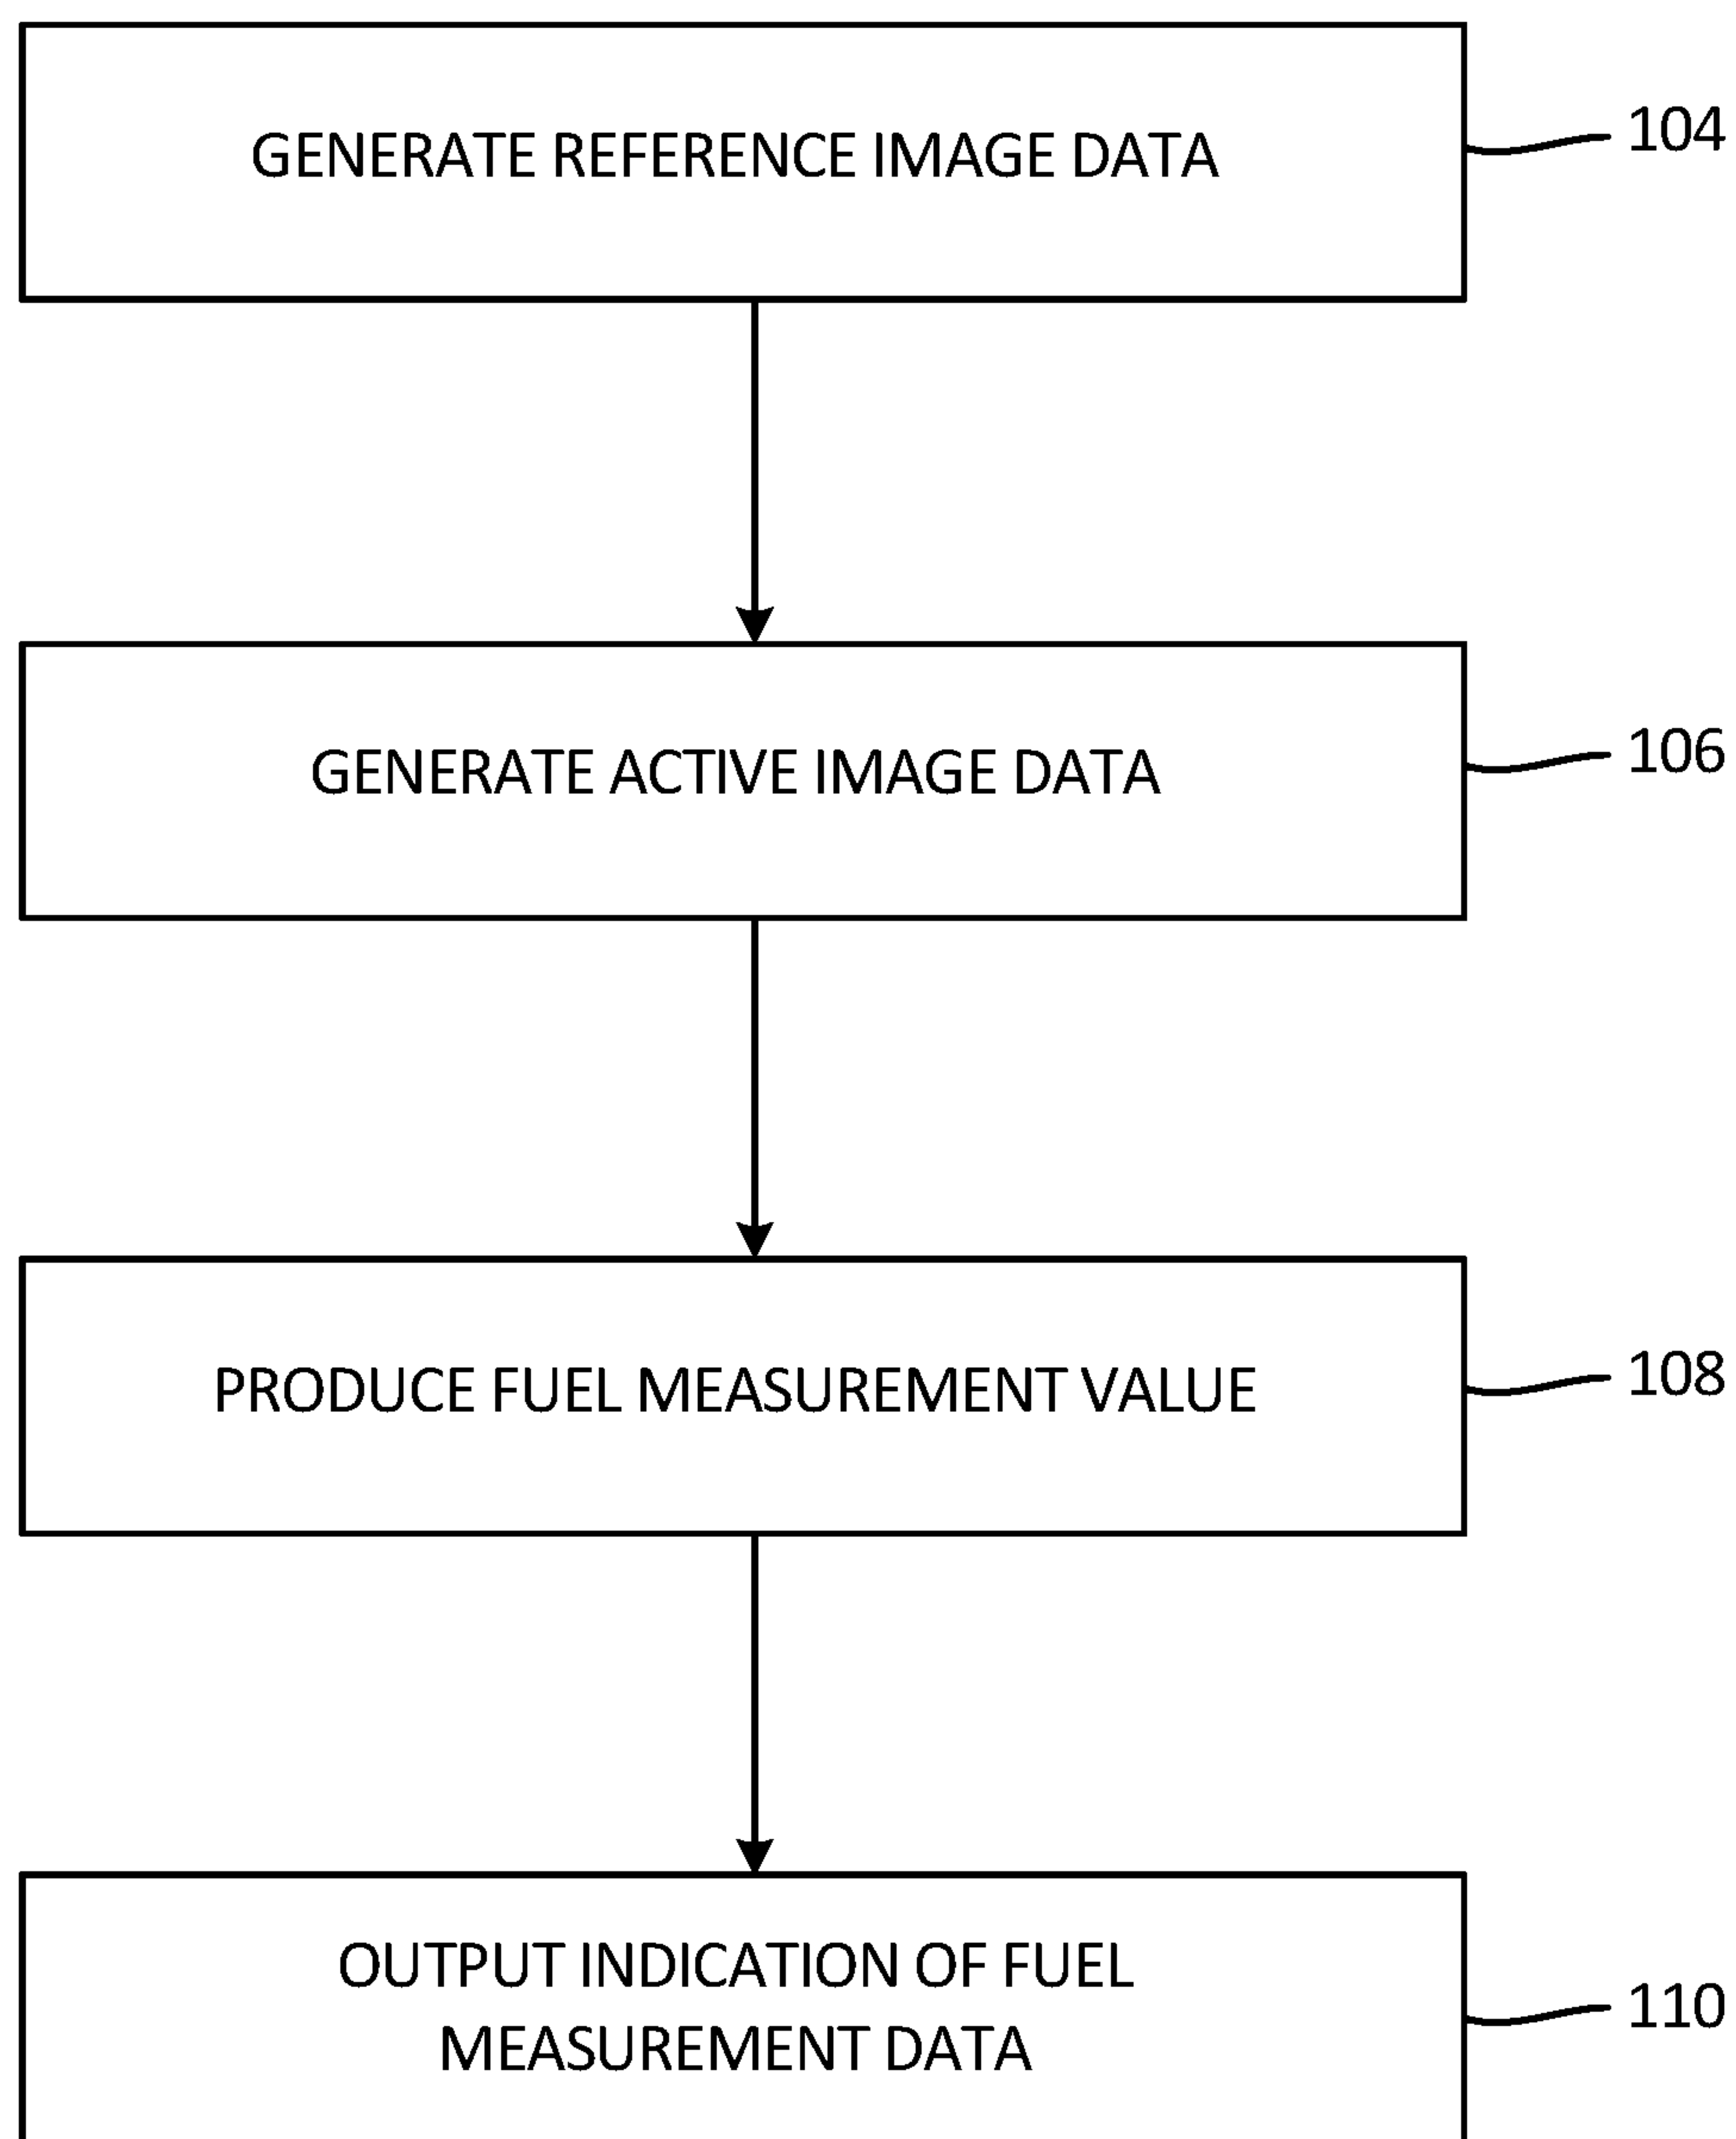 GENERATE REFERENCE IMAGE DATA
104
GENERATE ACTIVE IMAGE DATA
106
PRODUCE FUEL MEASUREMENT VALUE
108
OUTPUT INDICATION OF FUEL
MEASUREMENT DATA
110